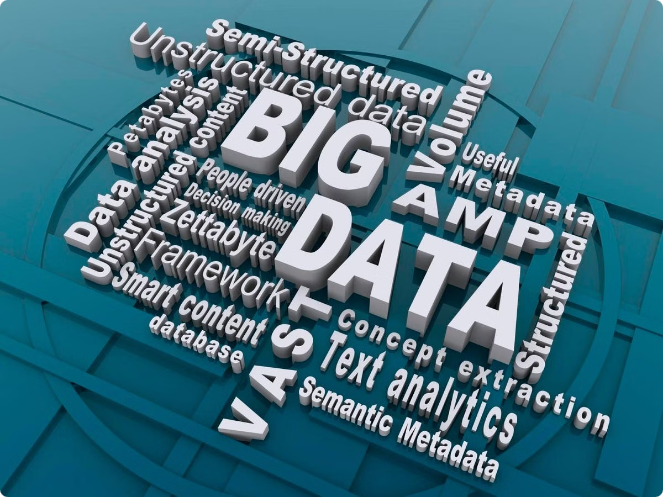 Semi-Structured
Unstructured data
Petabytes
Data analysis
Unstructured content
BIG
DATA
Volume
Useful
Metadata
AMP
Structured
People driven
Decision making
Zettabyte
Framework
Smart content
database
VAST
Concept extraction
Text analytics
Semantic Metadata